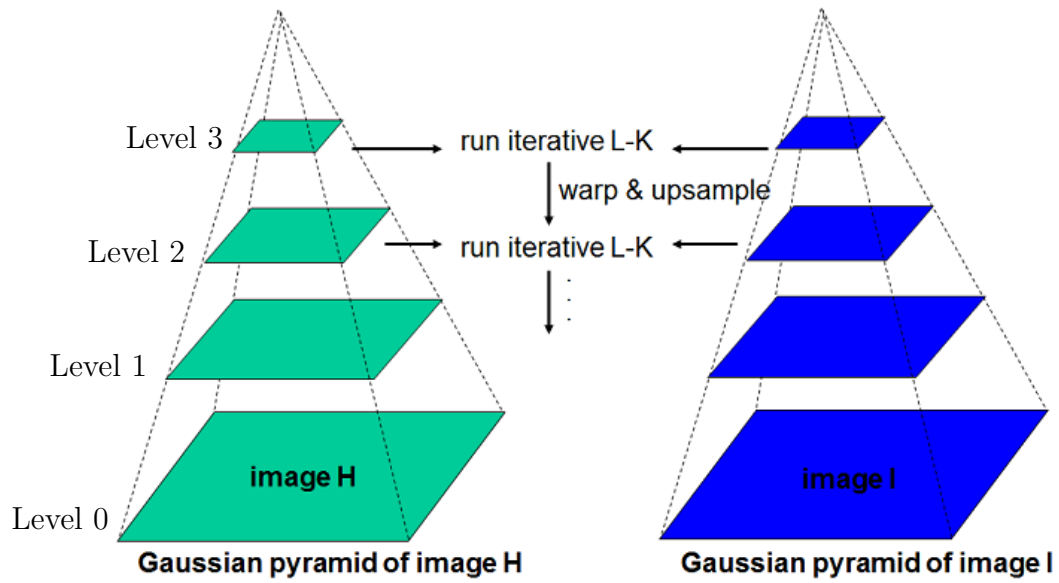 Level 3
run iterative L-K
warp & upsample
Level 2
run iterative L-K
Level 1
image H
image I
Level 0
Gaussian pyramid of image H
Gaussian pyramid of image I